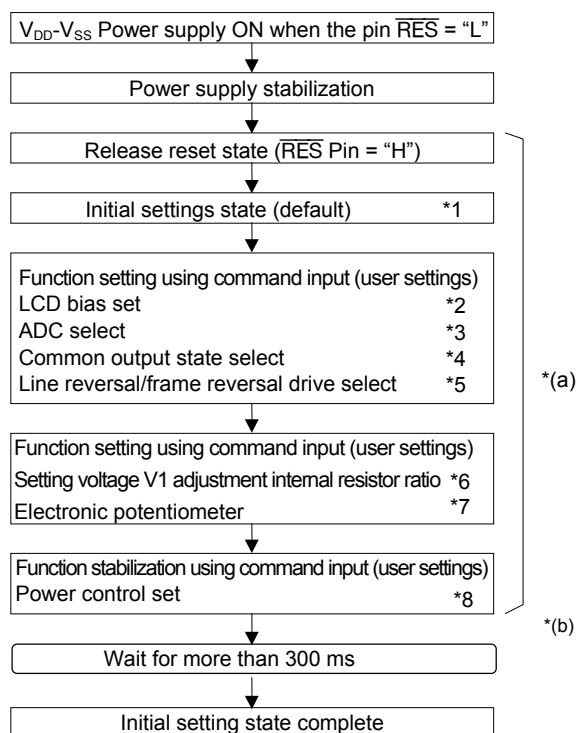 V_DD-V_SS Power supply ON when the pin R̅E̅S̅ = “L”
Power supply stabilization
Release reset state (R̅E̅S̅ Pin = “H”)
Initial settings state (default) *1
Function setting using command input (user settings)
LCD bias set *2
ADC select *3
Common output state select *4
Line reversal/frame reversal drive select *5
*(a)
Function setting using command input (user settings)
Setting voltage V1 adjustment internal resistor ratio *6
Electronic potentiometer *7
Function stabilization using command input (user settings)
Power control set *8
*(b)
Wait for more than 300 ms
Initial setting state complete